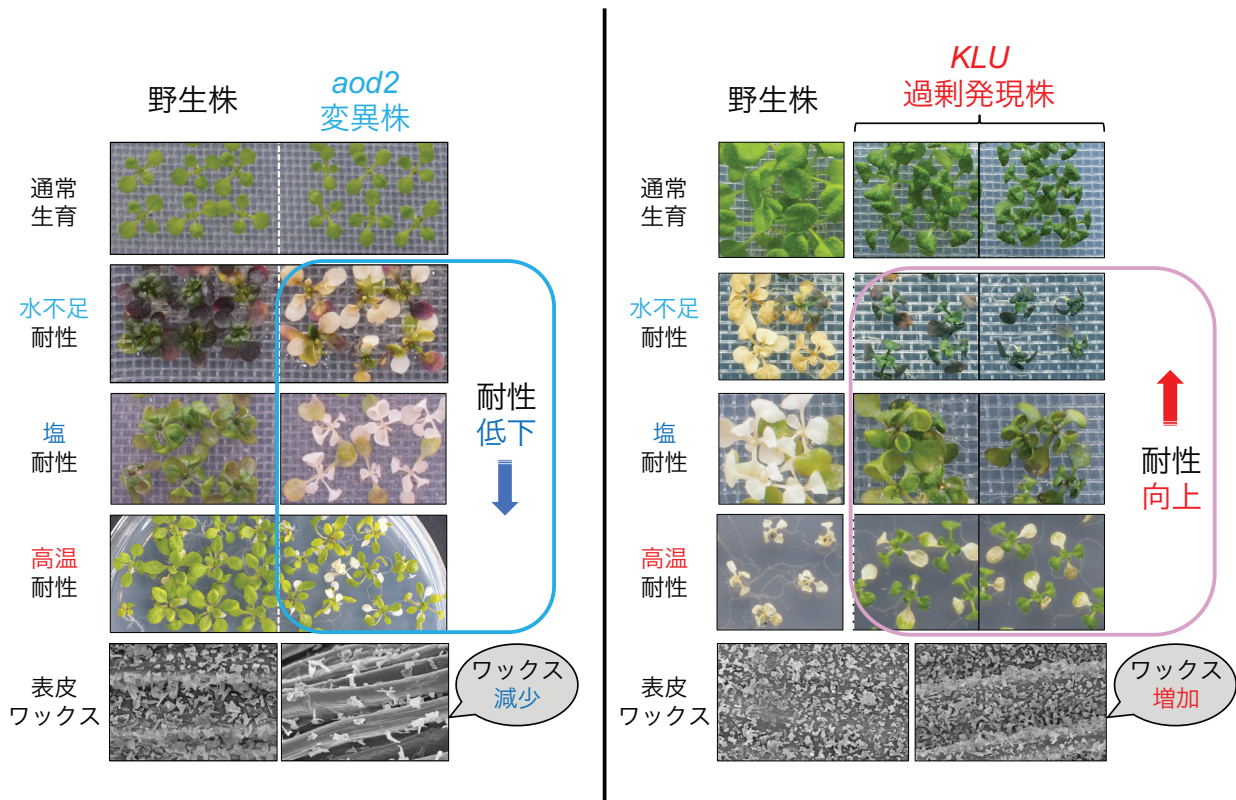 野生株
aod2
変異株
通常
生育
水不足
耐性
塩
耐性
高温
耐性
表皮
ワックス
耐性
低下
ワックス
減少
野生株
KLU
過剰発現株
通常
生育
水不足
耐性
塩
耐性
高温
耐性
表皮
ワックス
耐性
向上
ワックス
増加